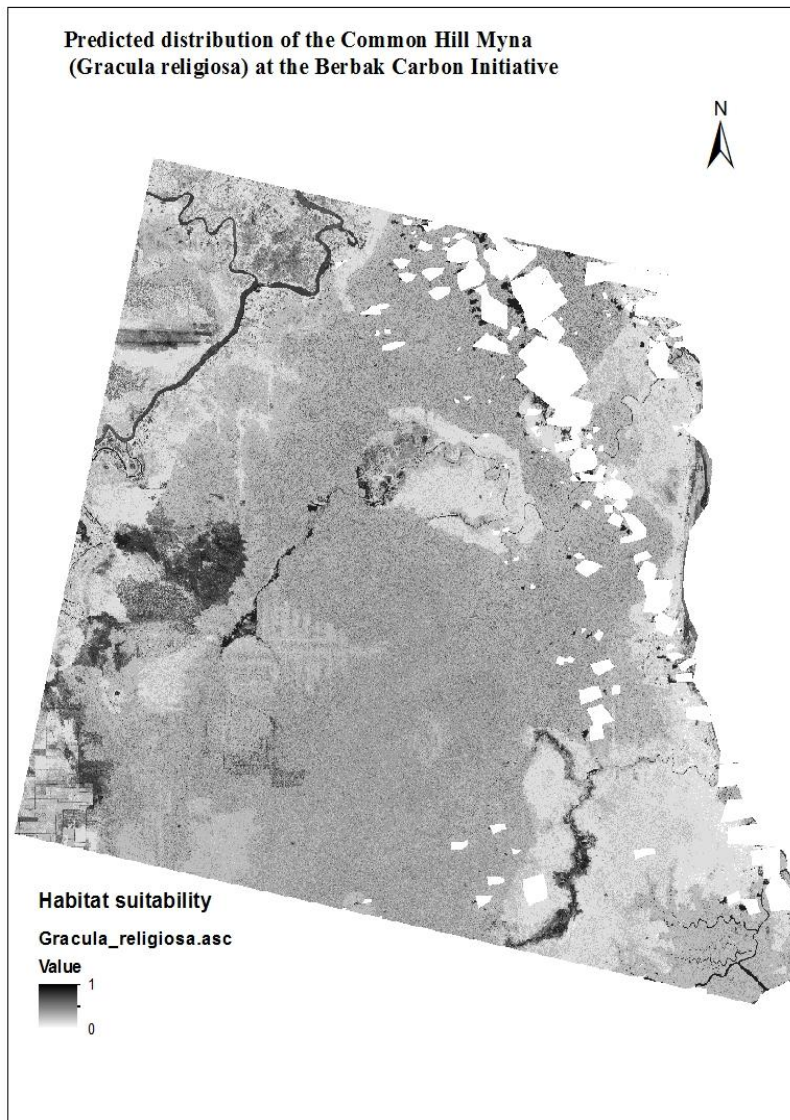 Predicted distribution of the Common Hill Myna
(Gracula religiosa) at the Berbak Carbon Initiative
N
Habitat suitability
Gracula_religiosa.asc
Value
1
0